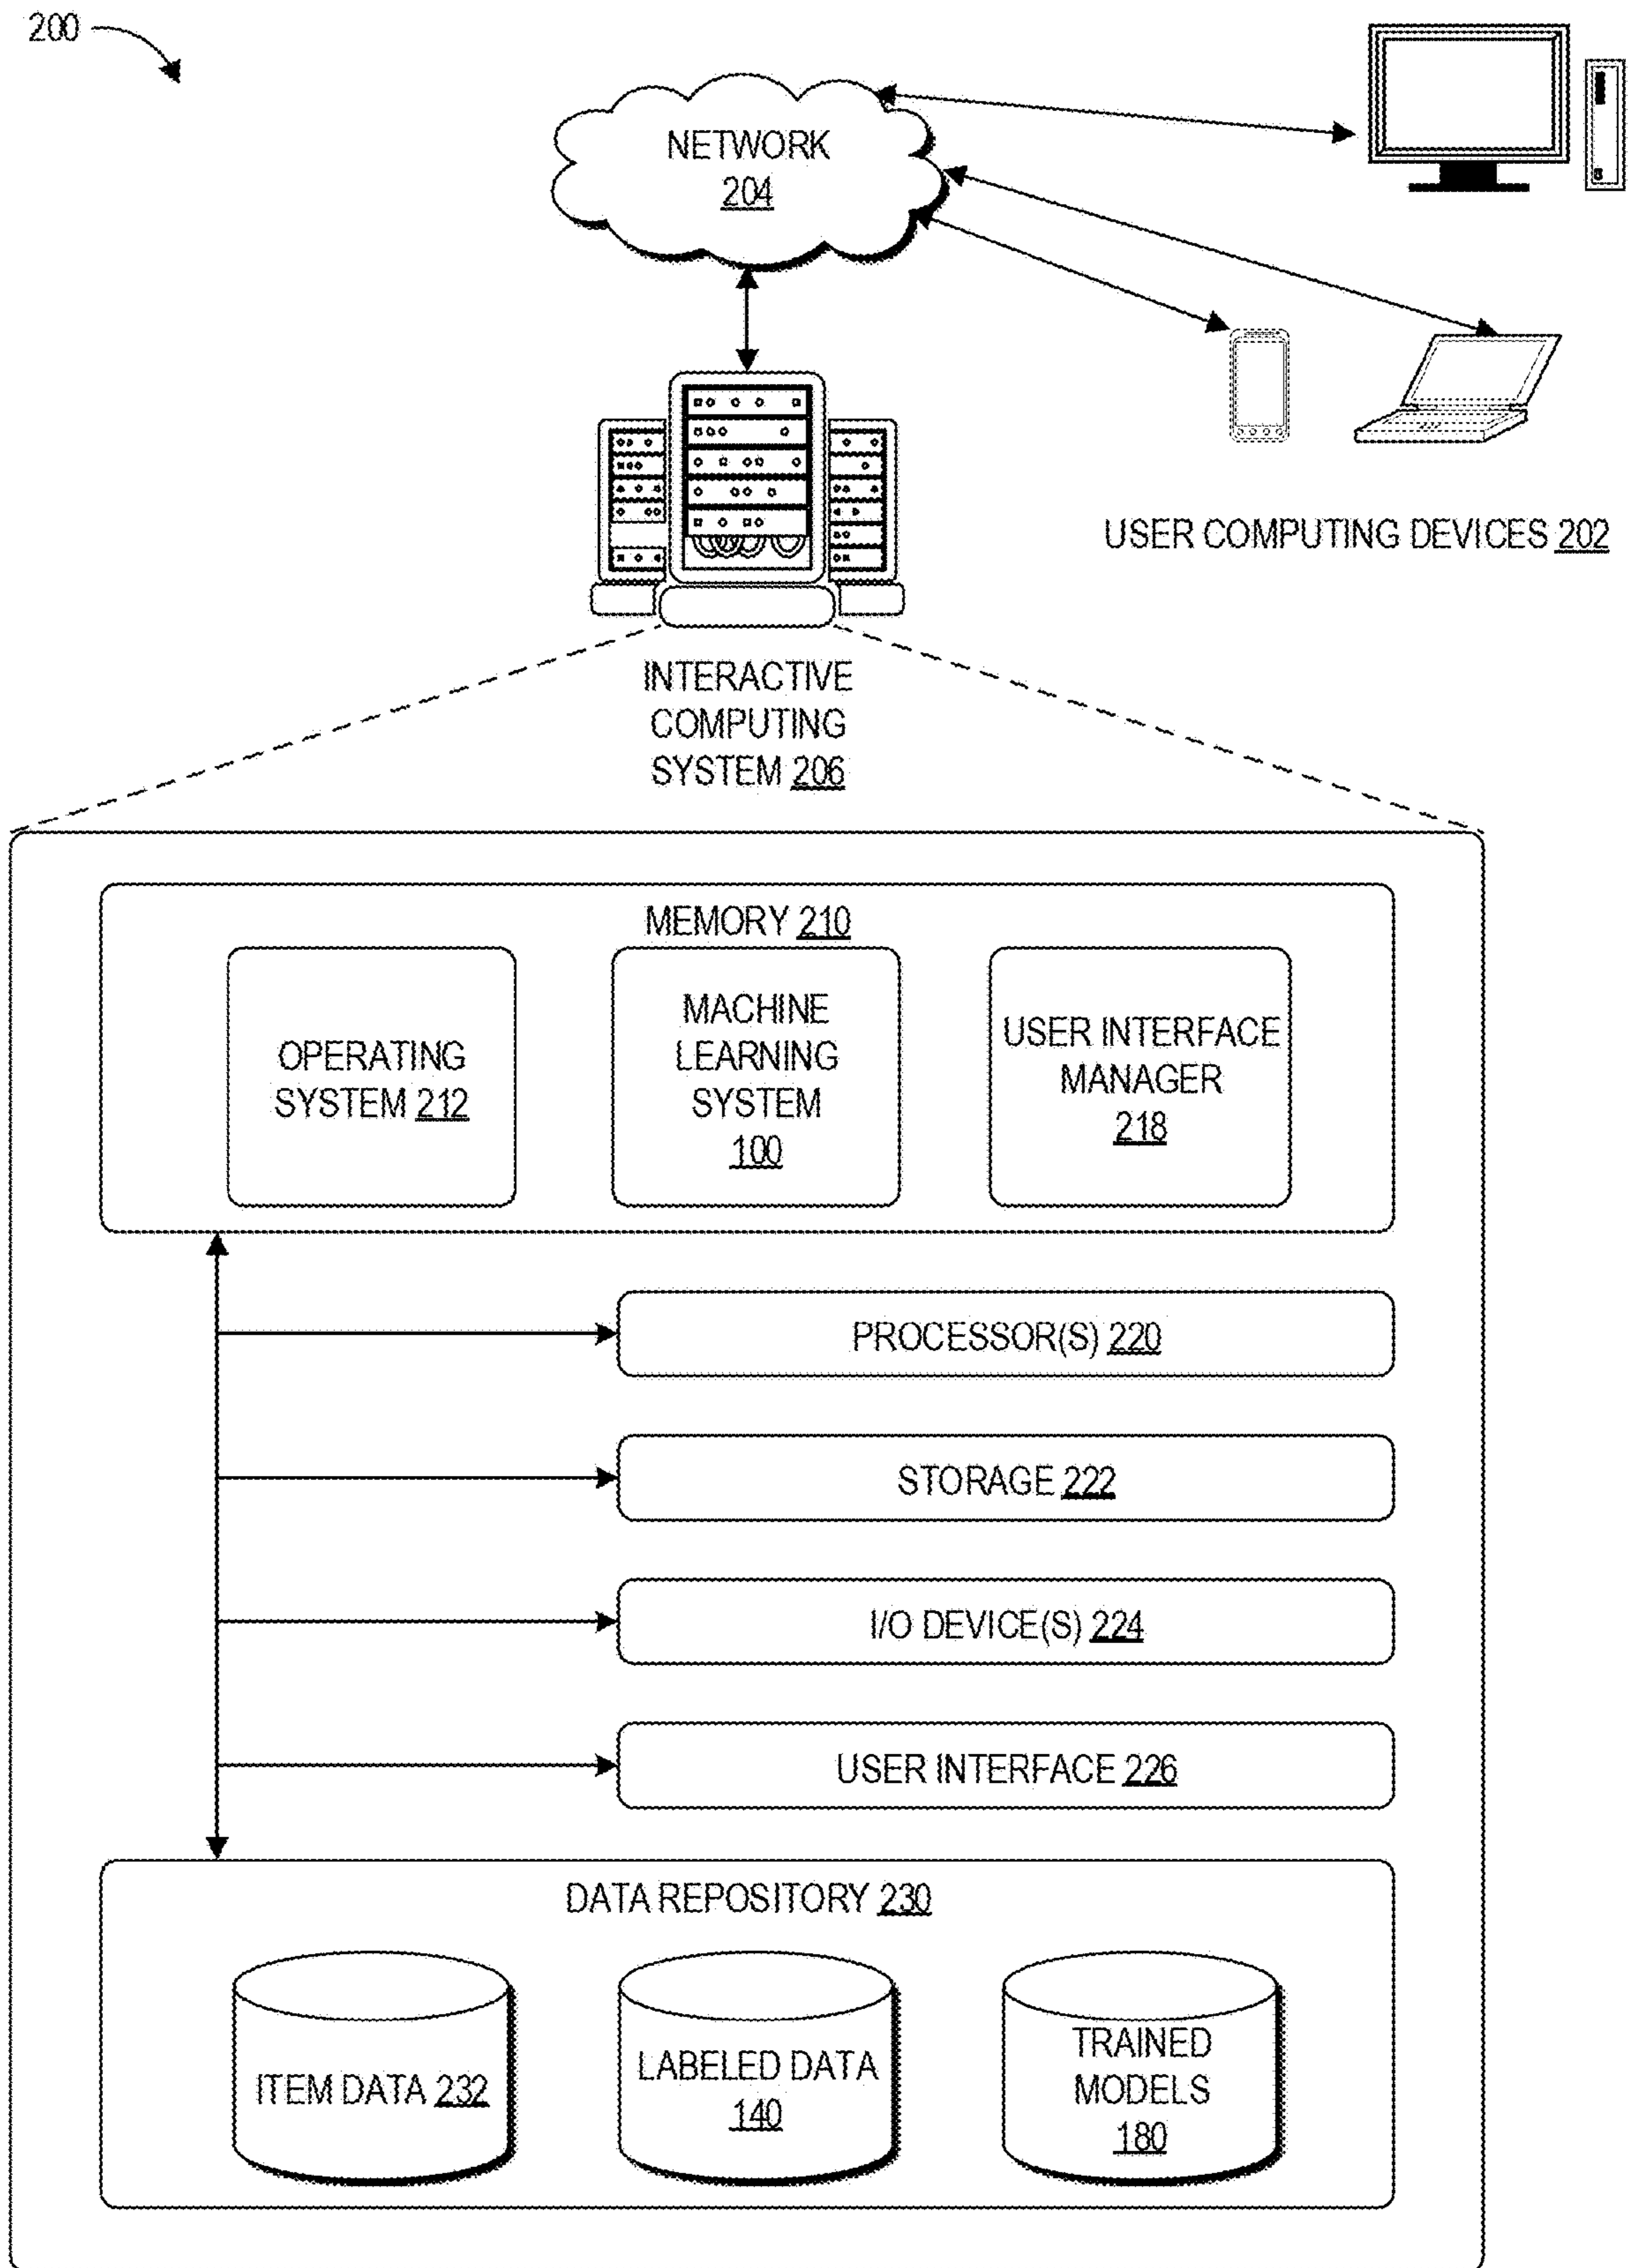 200
NETWORK
204
USER COMPUTING DEVICES 202
INTERACTIVE
COMPUTING
SYSTEM 206
MEMORY 210
OPERATING
SYSTEM 212
MACHINE
LEARNING
SYSTEM
100
USER INTERFACE
MANAGER
218
PROCESSOR(S) 220
STORAGE 222
I/O DEVICE(S) 224
USER INTERFACE 226
DATA REPOSITORY 230
ITEM DATA 232
LABELED DATA
140
TRAINED
MODELS
180